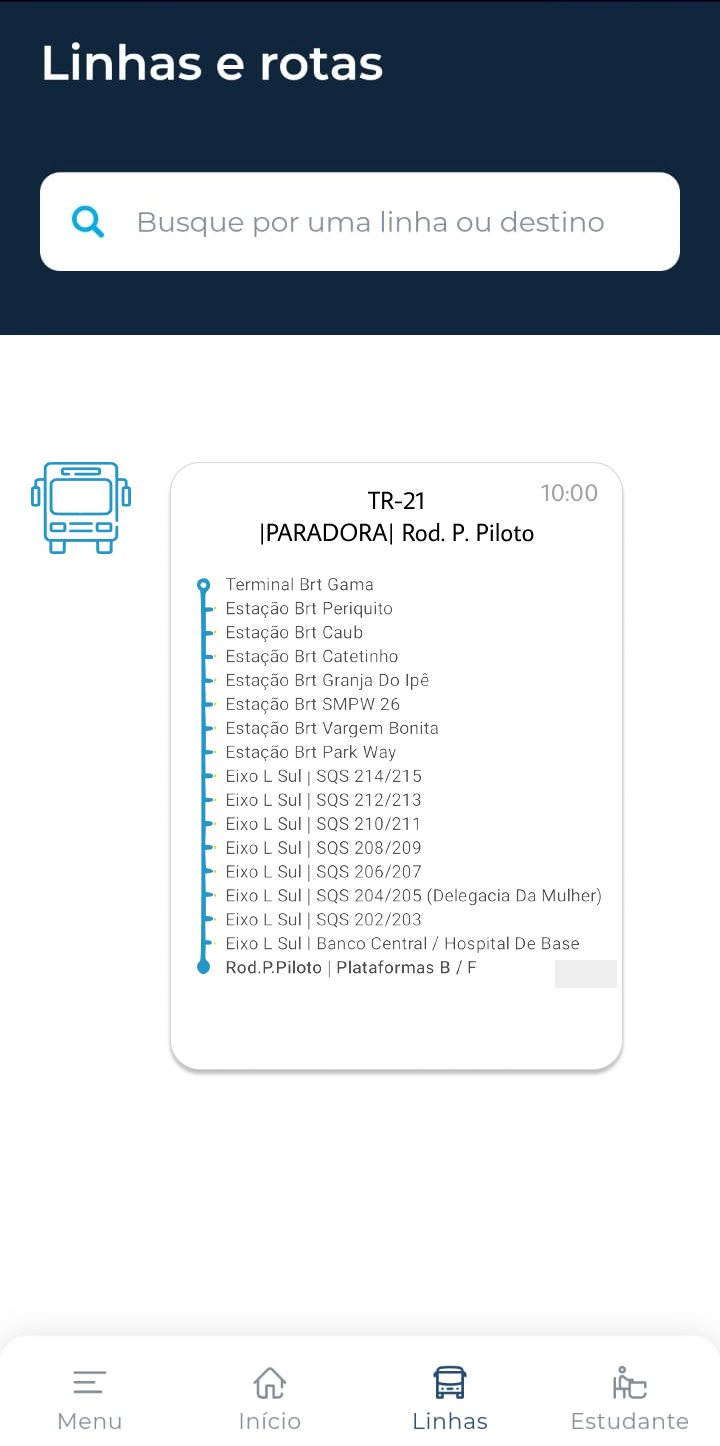 Linhas e rotas
Busque por uma linha ou destino
10:00
TR-21
|PARADORA| Rod. P. Piloto
Terminal Brt Gama
Estação Brt Periquito
Estação Brt Caub
Estação Brt Catetinho
Estação Brt Granja Do Ipê
Estação Brt SMPW 26
Estação Brt Vargem Bonita
Estação Brt Park Way
Eixo L Sul | SQS 214/215
Eixo L Sul | SQS 212/213
Eixo L Sul | SQS 210/211
Eixo L Sul | SQS 208/209
Eixo L Sul | SQS 206/207
Eixo L Sul | SQS 204/205 (Delegacia Da Mulher)
Eixo L Sul | SQS 202/203
Eixo L Sul | Banco Central / Hospital De Base
Rod.P.Piloto | Plataformas B / F
Menu
Início
Linhas
Estudante